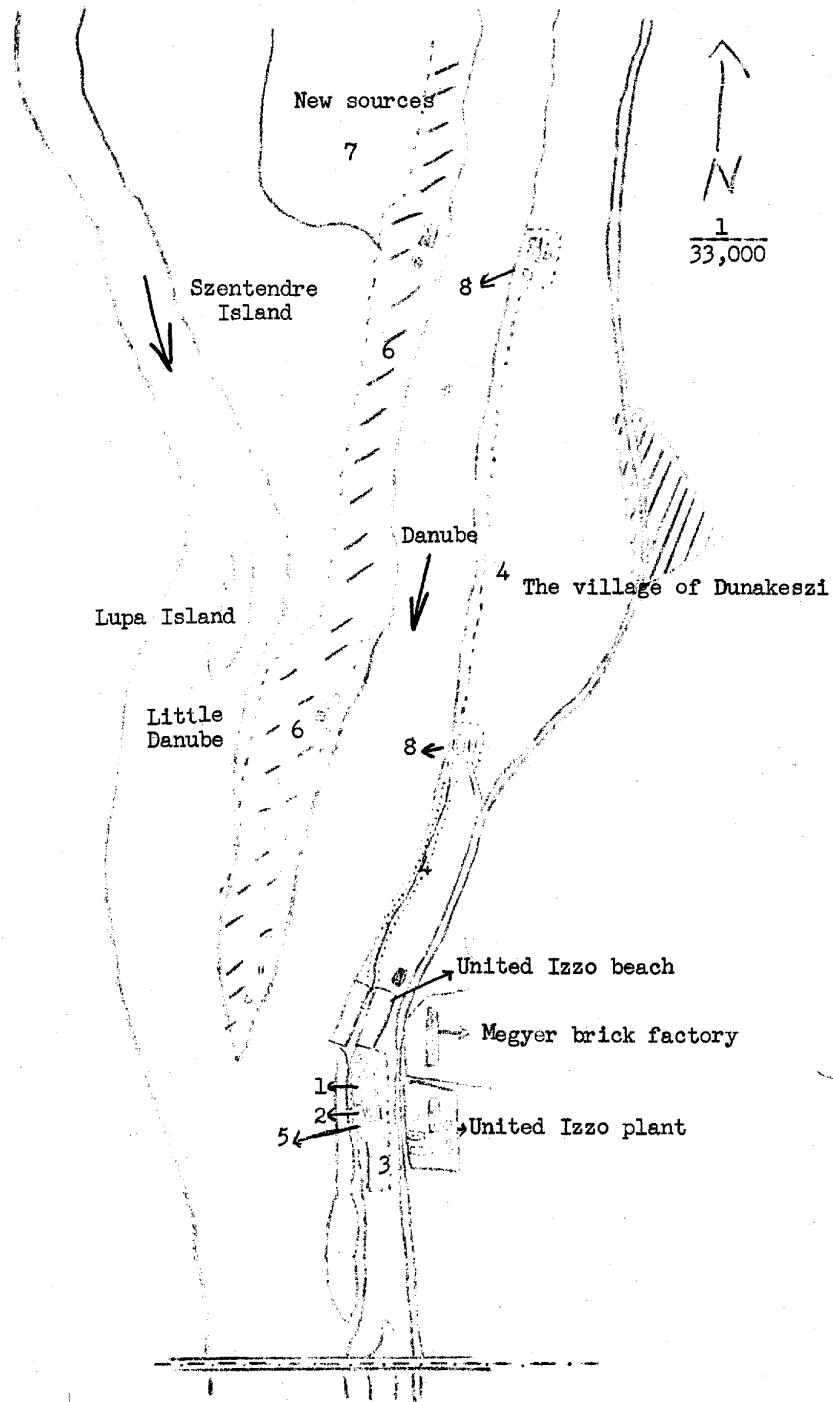 New sources
7
N
1
33,000
8
Szentendre
Island
6
Danube
4
The village of Dunakeszi
Lupa Island
Little
Danube
6
8
4
United Izzo beach
Megyer brick factory
1
2
United Izzo plant
5
3